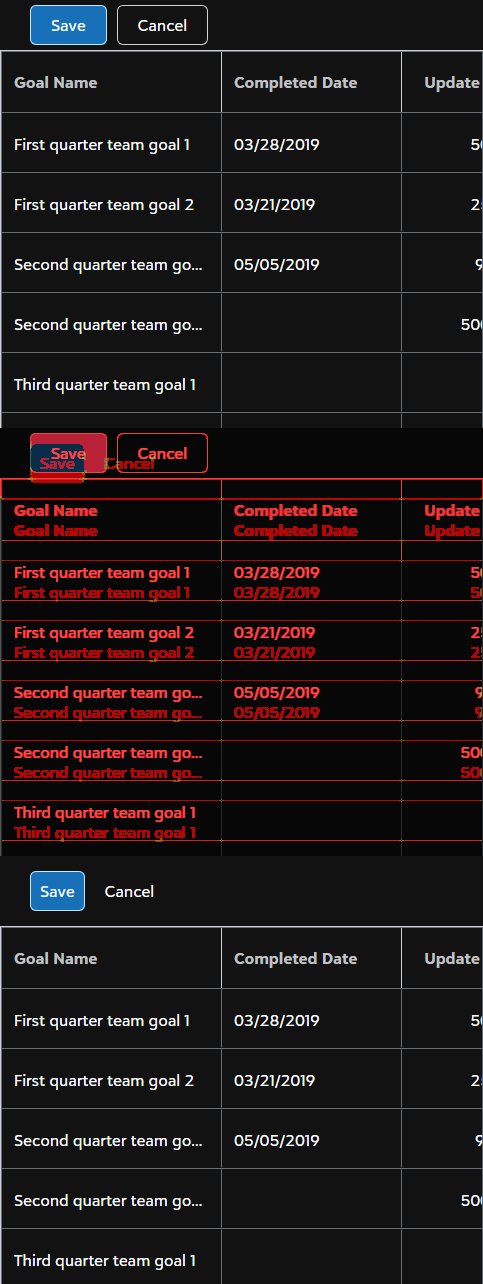 Save Cancel
Goal Name Completed Date Update
First quarter team goal 1 03/28/2019 50
First quarter team goal 2 03/21/2019 2
Second quarter team go... 05/05/2019 9
Second quarter team go... 500
Third quarter team goal 1
Save Cancel
Save Cancel
Goal Name Completed Date Update
Goal Name Completed Date Update
First quarter team goal 1 03/28/2019 50
First quarter team goal 1 03/28/2019 50
First quarter team goal 2 03/21/2019 25
First quarter team goal 2 03/21/2019 25
Second quarter team go... 05/05/2019 9
Second quarter team go... 05/05/2019 9
Second quarter team go... 500
Second quarter team go... 500
Third quarter team goal 1
Third quarter team goal 1
Save Cancel
Goal Name Completed Date Update
First quarter team goal 1 03/28/2019 50
First quarter team goal 2 03/21/2019 2
Second quarter team go... 05/05/2019 9
Second quarter team go... 500
Third quarter team goal 1